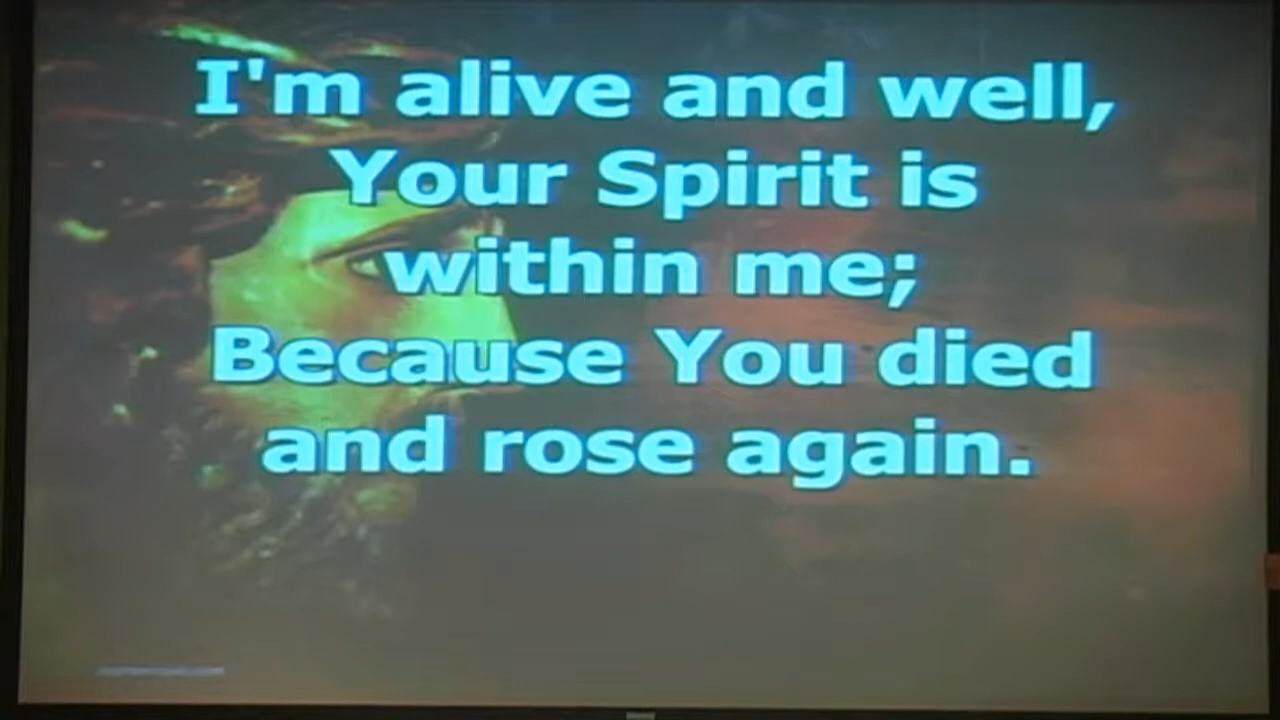 I'm alive and well,
Your Spirit is
within me;
Because You died
and rose again.